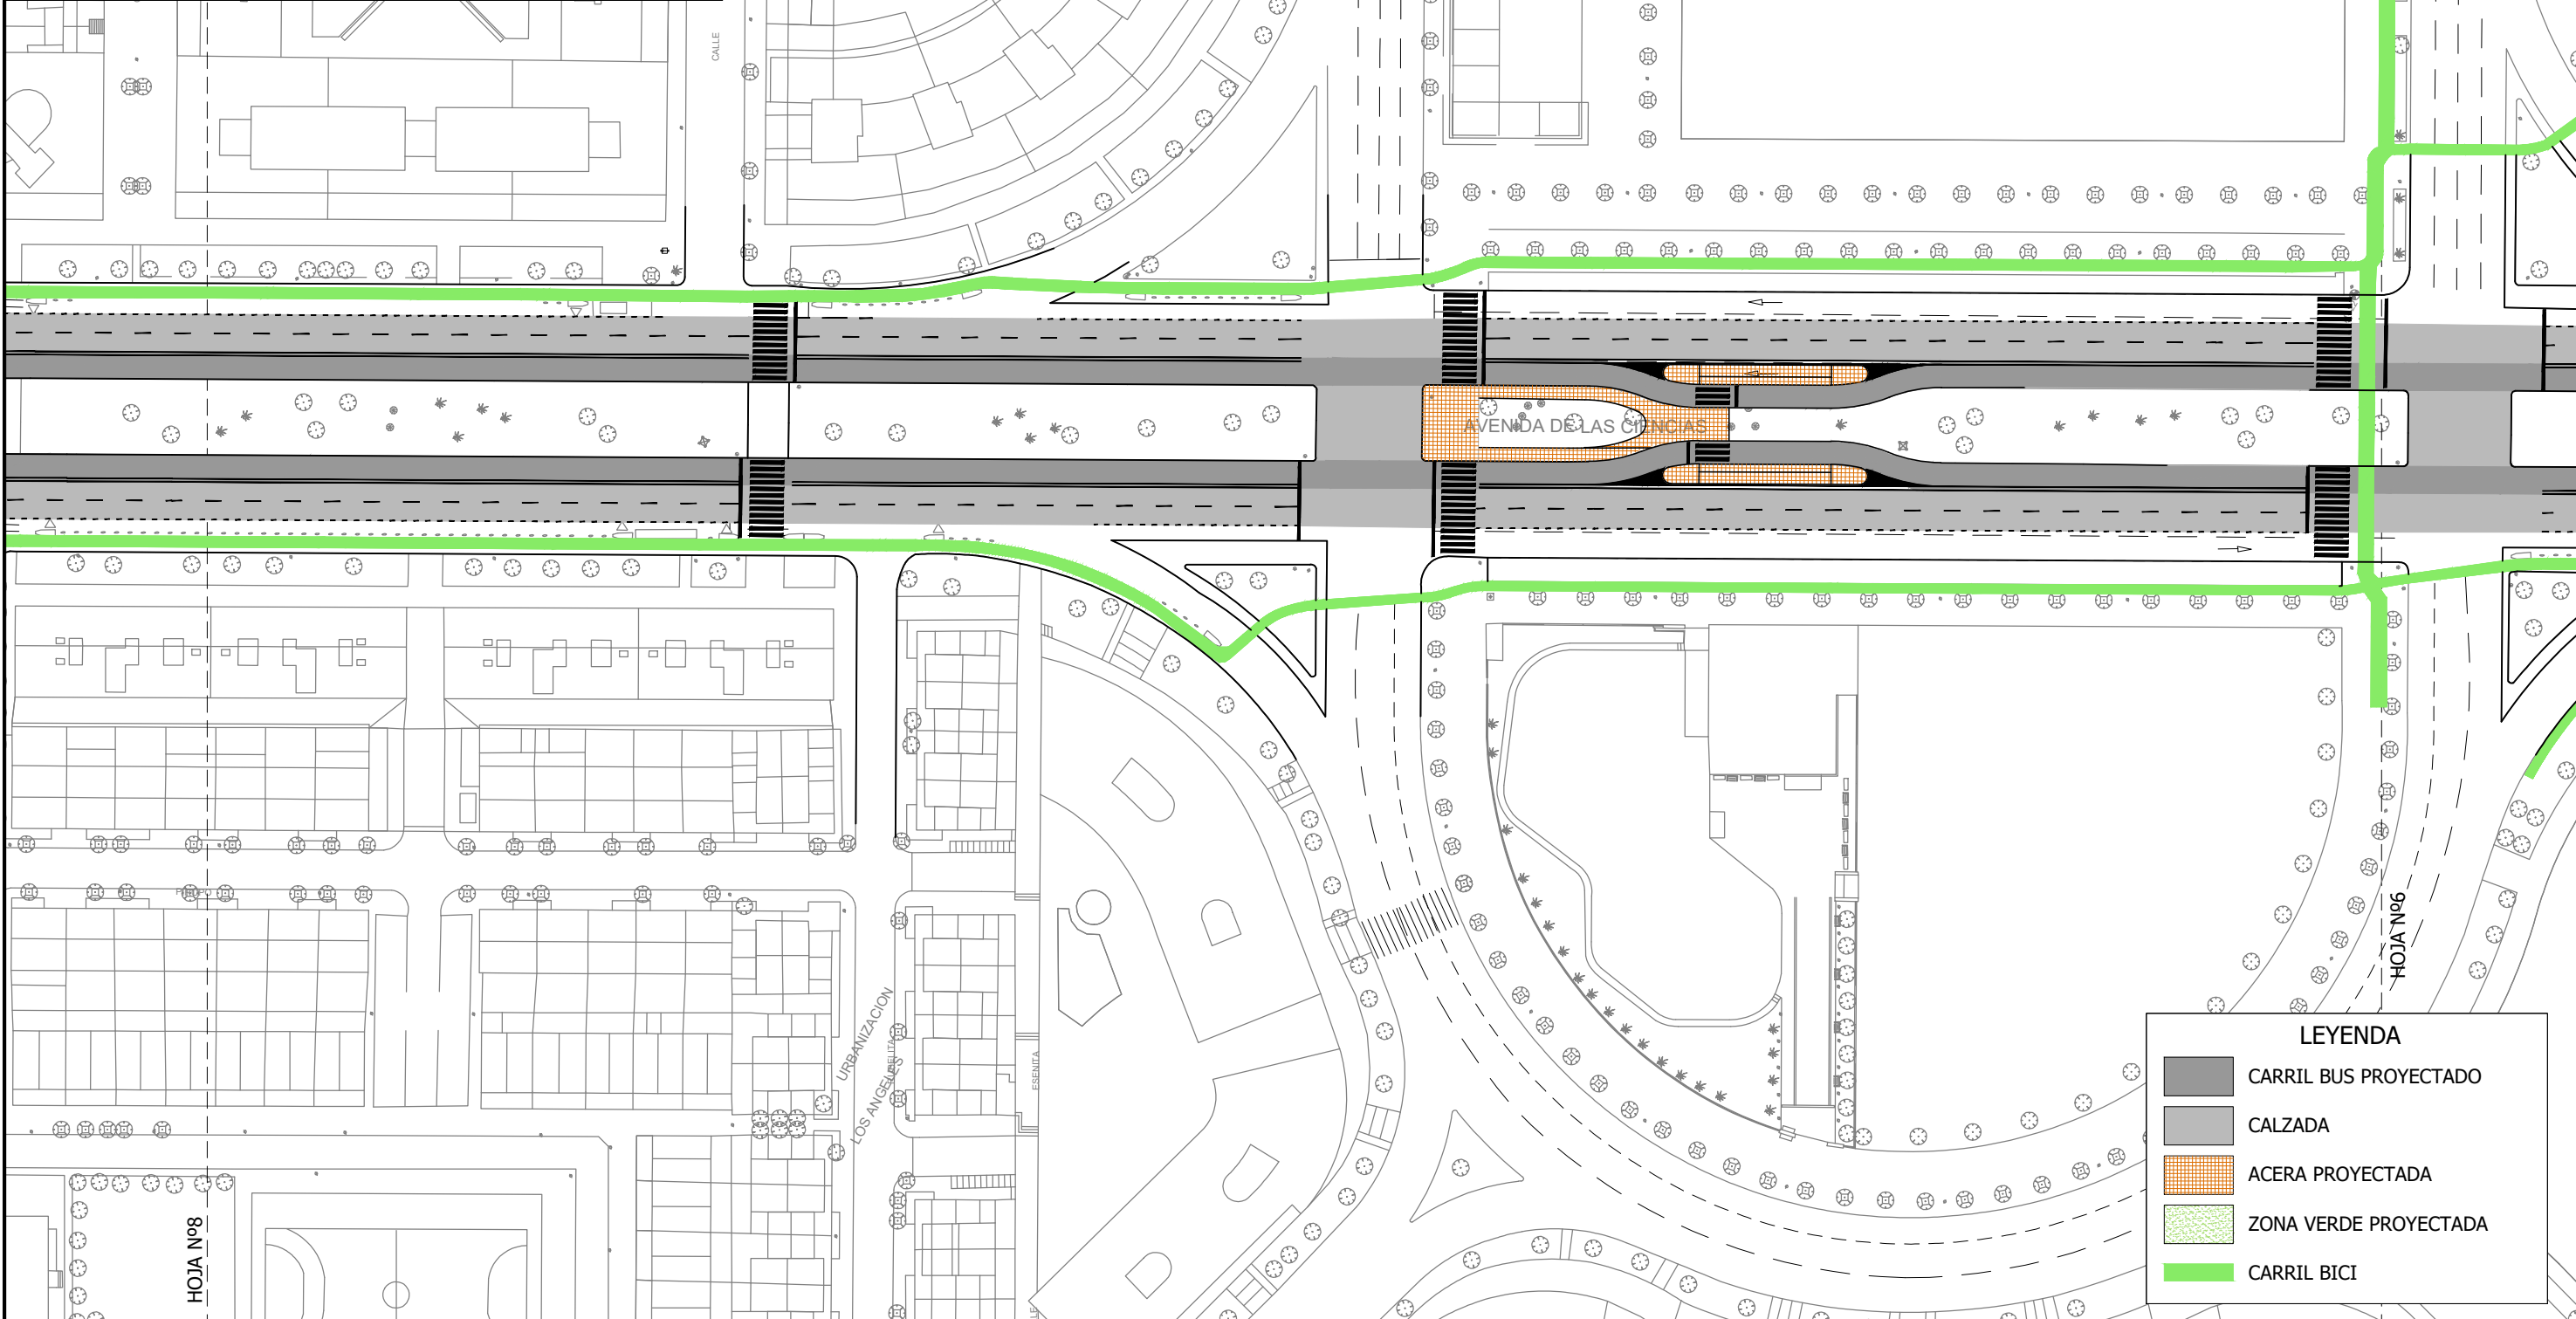 CALLE
AVENIDA DE LAS CIENCIAS
HOJA Nº6
URBANIZACION
LOS ANGELES
ESENITA
HOJA Nº8
LEYENDA
CARRIL BUS PROYECTADO
CALZADA
ACERA PROYECTADA
ZONA VERDE PROYECTADA
CARRIL BICI